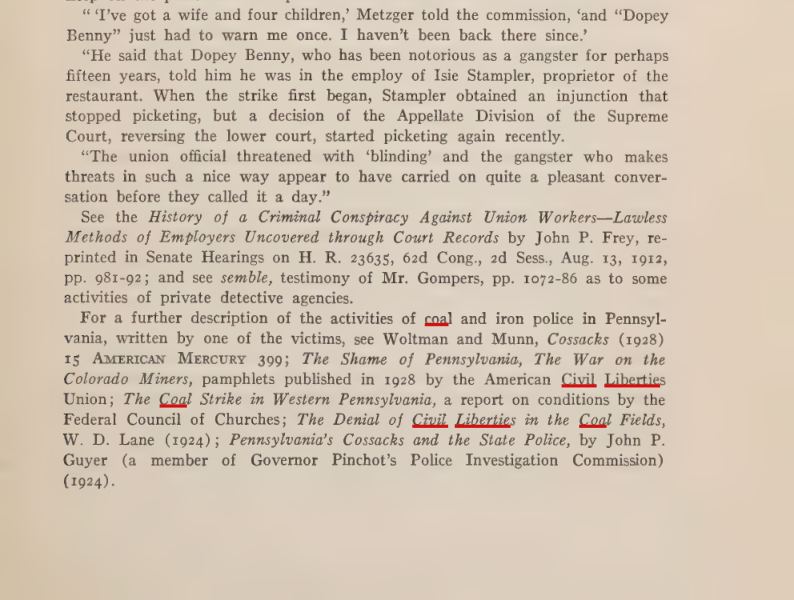 “ ‘I've got a wife and four children,’ Metzger told the commission, ‘and “Dopey
Benny” just had to warn me once. I haven't been back there since.’
“He said that Dopey Benny, who has been notorious as a gangster for perhaps
fifteen years, told him he was in the employ of Isie Stampler, proprietor of the
restaurant. When the strike first began, Stampler obtained an injunction that
stopped picketing, but a decision of the Appellate Division of the Supreme
Court, reversing the lower court, started picketing again recently.
“The union official threatened with ‘blinding’ and the gangster who makes
threats in such a nice way appear to have carried on quite a pleasant conver-
sation before they called it a day.”
See the History of a Criminal Conspiracy Against Union Workers—Lawless
Methods of Employers Uncovered through Court Records by John P. Frey, re-
printed in Senate Hearings on H. R. 23635, 62d Cong., 2d Sess., Aug. 13, 1912,
pp. 981-92; and see semble, testimony of Mr. Gompers, pp. 1072-86 as to some
activities of private detective agencies.
For a further description of the activities of coal and iron police in Pennsyl-
vania, written by one of the victims, see Woltman and Munn, Cossacks (1928)
15 AMERICAN MERCURY 399; The Shame of Pennsylvania, The War on the
Colorado Miners, pamphlets published in 1928 by the American Civil Liberties
Union; The Coal Strike in Western Pennsylvania, a report on conditions by the
Federal Council of Churches; The Denial of Civil Liberties in the Coal Fields,
W. D. Lane (1924); Pennsylvania's Cossacks and the State Police, by John P.
Guyer (a member of Governor Pinchot's Police Investigation Commission)
(1924).